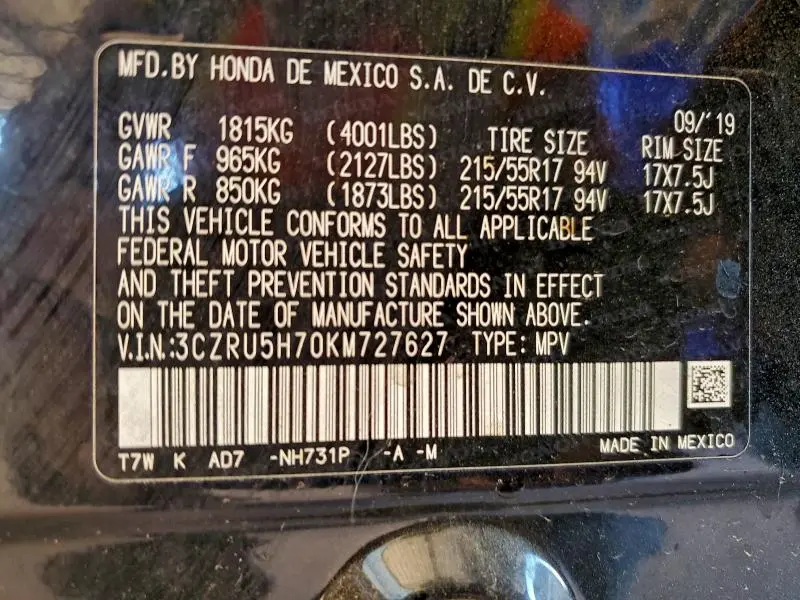 MFD.BY HONDA DE MEXICO S.A. DE C.V.
09/'19
GVWR 1815KG (4001LBS) TIRE SIZE RIM SIZE
GAWR F 965KG (2127LBS) 215/55R17 94V 17X7.5J
GAWR R 850KG (1873LBS) 215/55R17 94V 17X7.5J
THIS VEHICLE CONFORMS TO ALL APPLICABLE
FEDERAL MOTOR VEHICLE SAFETY
AND THEFT PREVENTION STANDARDS IN EFFECT
ON THE DATE OF MANUFACTURE SHOWN ABOVE.
V.I.N.:3CZRU5H70KM727627 TYPE: MPV
T7W K AD7 -NH731P -A -M MADE IN MEXICO